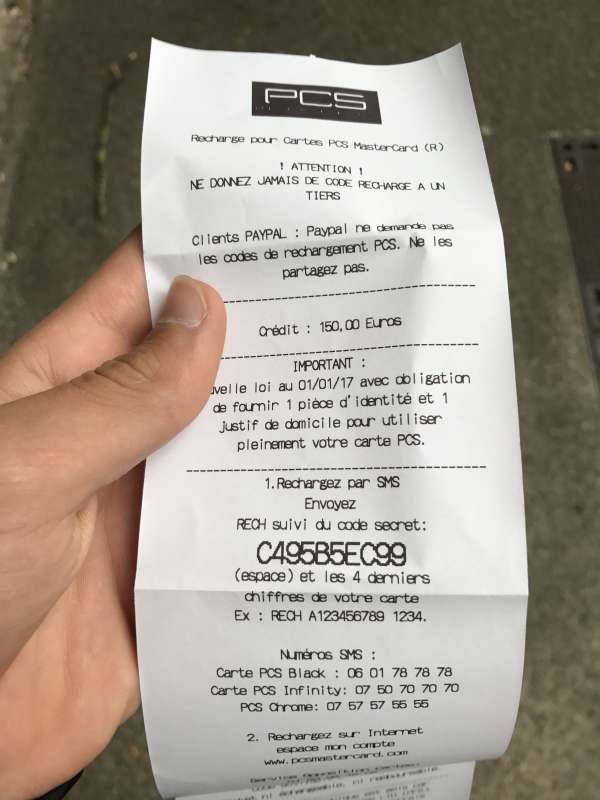 PCS
Recharge pour Cartes PCS MasterCard (R)
! ATTENTION !
NE DONNEZ JAMAIS DE CODE RECHARGE A UN
TIERS
Clients PAYPAL : Paypal ne demande pas
les codes de rechargement PCS. Ne les
partagez pas.
Crédit : 150,00 Euros
IMPORTANT :
uvelle loi au 01/01/17 avec obligation
de fournir 1 pièce d'identité et 1
justif de domicile pour utiliser
pleinement votre carte PCS.
1.Rechargez par SMS
Envoyez
RECH suivi du code secret:
C495B5EC99
(espace) et les 4 derniers
chiffres de votre carte
Ex : RECH A123456789 1234.
Numéros SMS :
Carte PCS Black : 06 01 78 78 78
Carte PCS Infinity: 07 50 70 70 70
PCS Chrome: 07 57 57 55 55
2. Rechargez sur Internet
espace mon compte
www.pcsmastercard.com